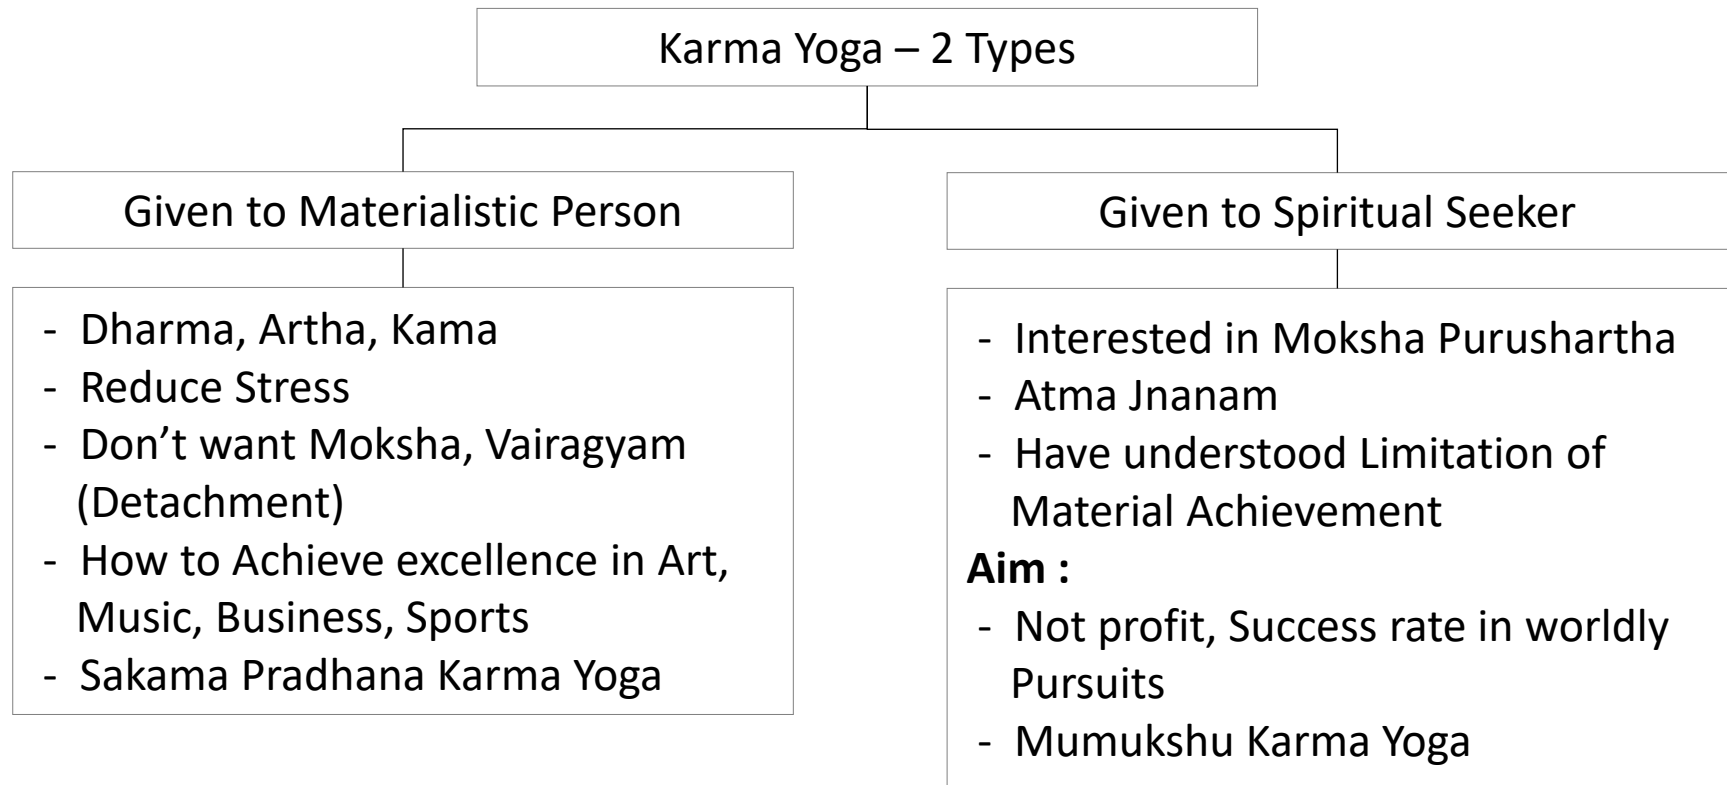 Karma Yoga – 2 Types
Given to Materialistic Person
- Dharma, Artha, Kama
- Reduce Stress
- Don’t want Moksha, Vairagyam
(Detachment)
- How to Achieve excellence in Art,
Music, Business, Sports
- Sakama Pradhana Karma Yoga
Given to Spiritual Seeker
- Interested in Moksha Purushartha
- Atma Jnanam
- Have understood Limitation of
Material Achievement
Aim :
- Not profit, Success rate in worldly
Pursuits
- Mumukshu Karma Yoga